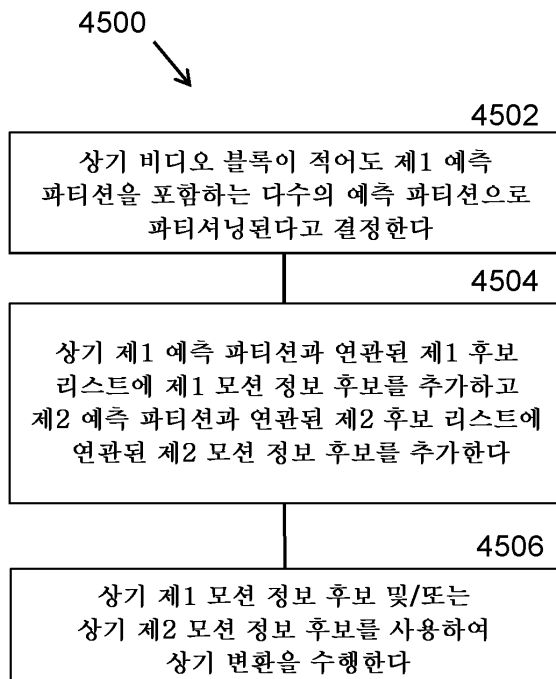 4500
4502
상기 비디오 블록이 적어도 제1 예측
파티션을 포함하는 다수의 예측 파티션으로
파티셔닝된다고 결정한다
4504
상기 제1 예측 파티션과 연관된 제1 후보
리스트에 제1 모션 정보 후보를 추가하고
제2 예측 파티션과 연관된 제2 후보 리스트에
연관된 제2 모션 정보 후보를 추가한다
4506
상기 제1 모션 정보 후보 및/또는
상기 제2 모션 정보 후보를 사용하여
상기 변환을 수행한다